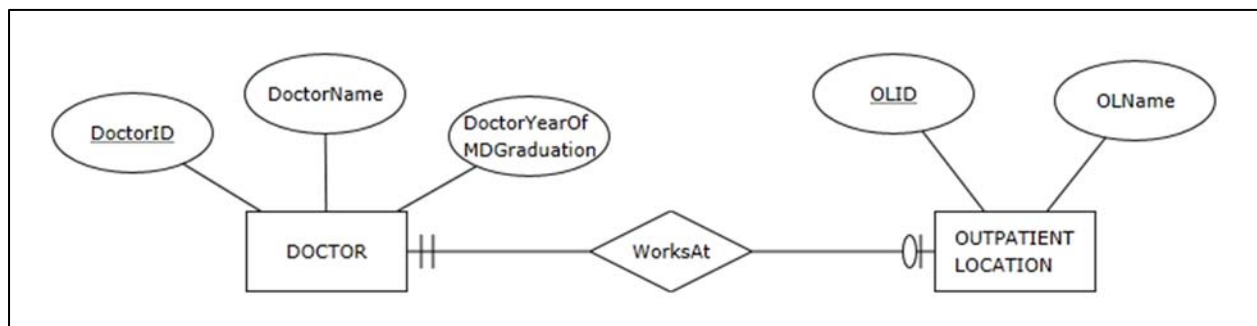 DoctorID
DoctorName
DoctorYearOf
MDGraduation
OLID
OLName
DOCTOR
WorksAt
OUTPATIENT
LOCATION